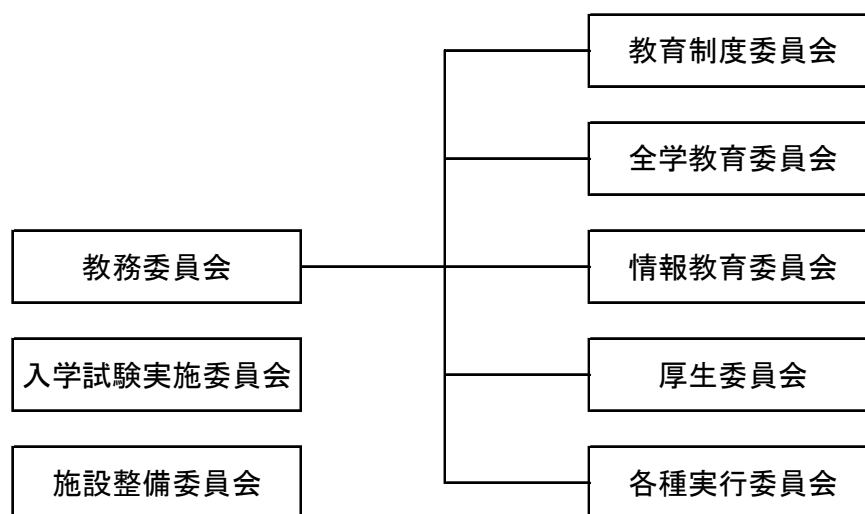 教育制度委員会
全学教育委員会
教務委員会
情報教育委員会
入学試験実施委員会
厚生委員会
施設整備委員会
各種実行委員会